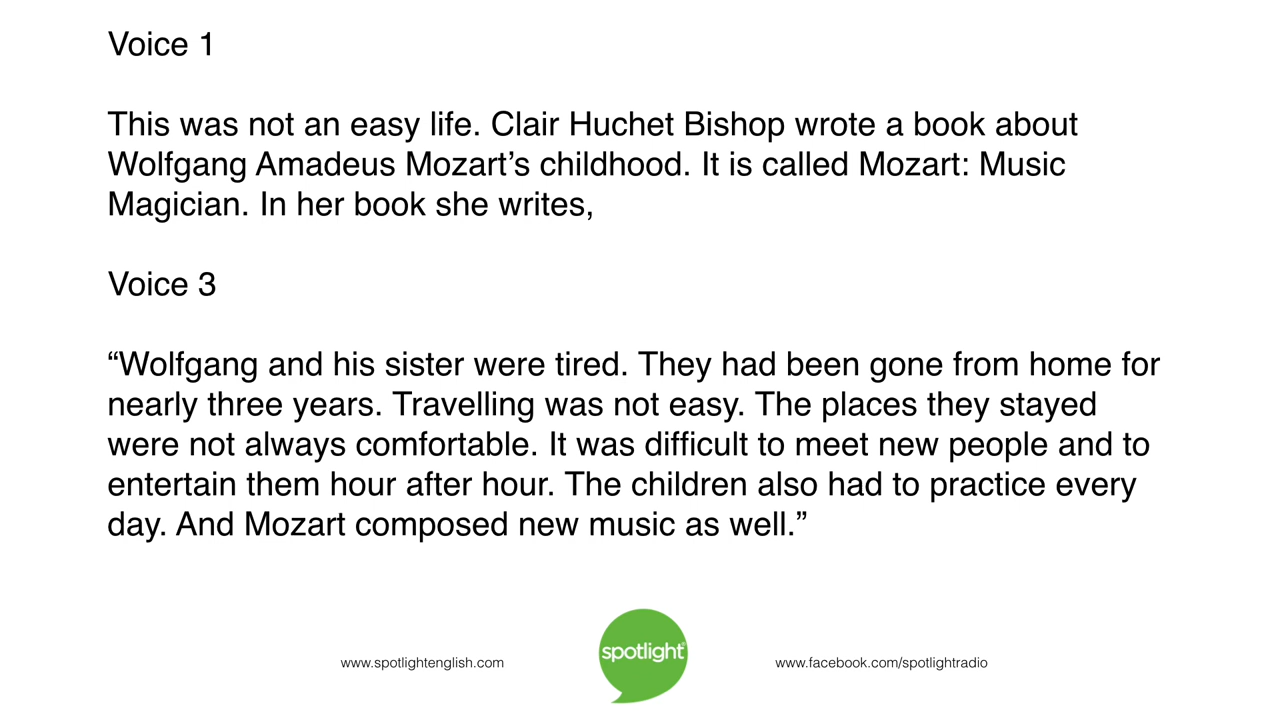 Voice 1
This was not an easy life. Clair Huchet Bishop wrote a book about
Wolfgang Amadeus Mozart’s childhood. It is called Mozart: Music
Magician. In her book she writes,
Voice 3
“Wolfgang and his sister were tired. They had been gone from home for
nearly three years. Travelling was not easy. The places they stayed
were not always comfortable. It was difficult to meet new people and to
entertain them hour after hour. The children also had to practice every
day. And Mozart composed new music as well.”
www.spotlightenglish.com
spotlight®
www.facebook.com/spotlightradio